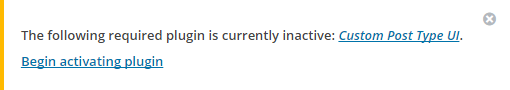 The following required plugin is currently inactive: Custom Post Type UI.
Begin activating plugin